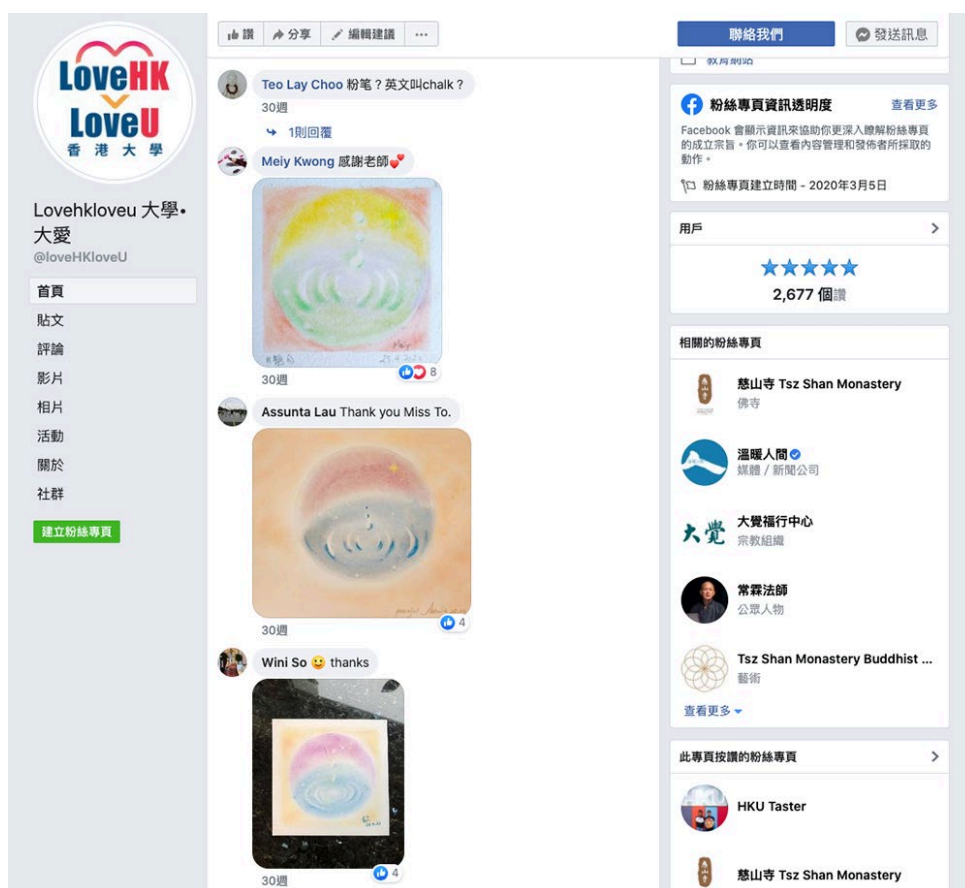 LoveHK
LoveU
香港大學
Lovehkloveu 大學•
大愛
@loveHKloveU
首頁
貼文
評論
影片
相片
活動
關於
社群
建立粉絲專頁
讚 分享 編輯建議 ...
聯絡我們 發送訊息
Teo Lay Choo 粉笔？英文叫chalk？
30週
1則回覆
Meiy Kwong 感謝老師💕
8
30週
Assunta Lau Thank you Miss To.
4
30週
Wini So 😃 thanks
4
30週
教育網站
粉絲專頁資訊透明度 查看更多
Facebook 會顯示資訊來協助你更深入瞭解粉絲專頁
的成立宗旨。你可以查看內容管理和發佈者所採取的
動作。
粉絲專頁建立時間 - 2020年3月5日
用戶
2,677 個讚
相關的粉絲專頁
慈山寺 Tsz Shan Monastery
佛寺
溫暖人間
媒體 / 新聞公司
大覺
大覺福行中心
宗教組織
常霖法師
公眾人物
Tsz Shan Monastery Buddhist ...
藝術
查看更多
此專頁按讚的粉絲專頁
HKU Taster
慈山寺 Tsz Shan Monastery